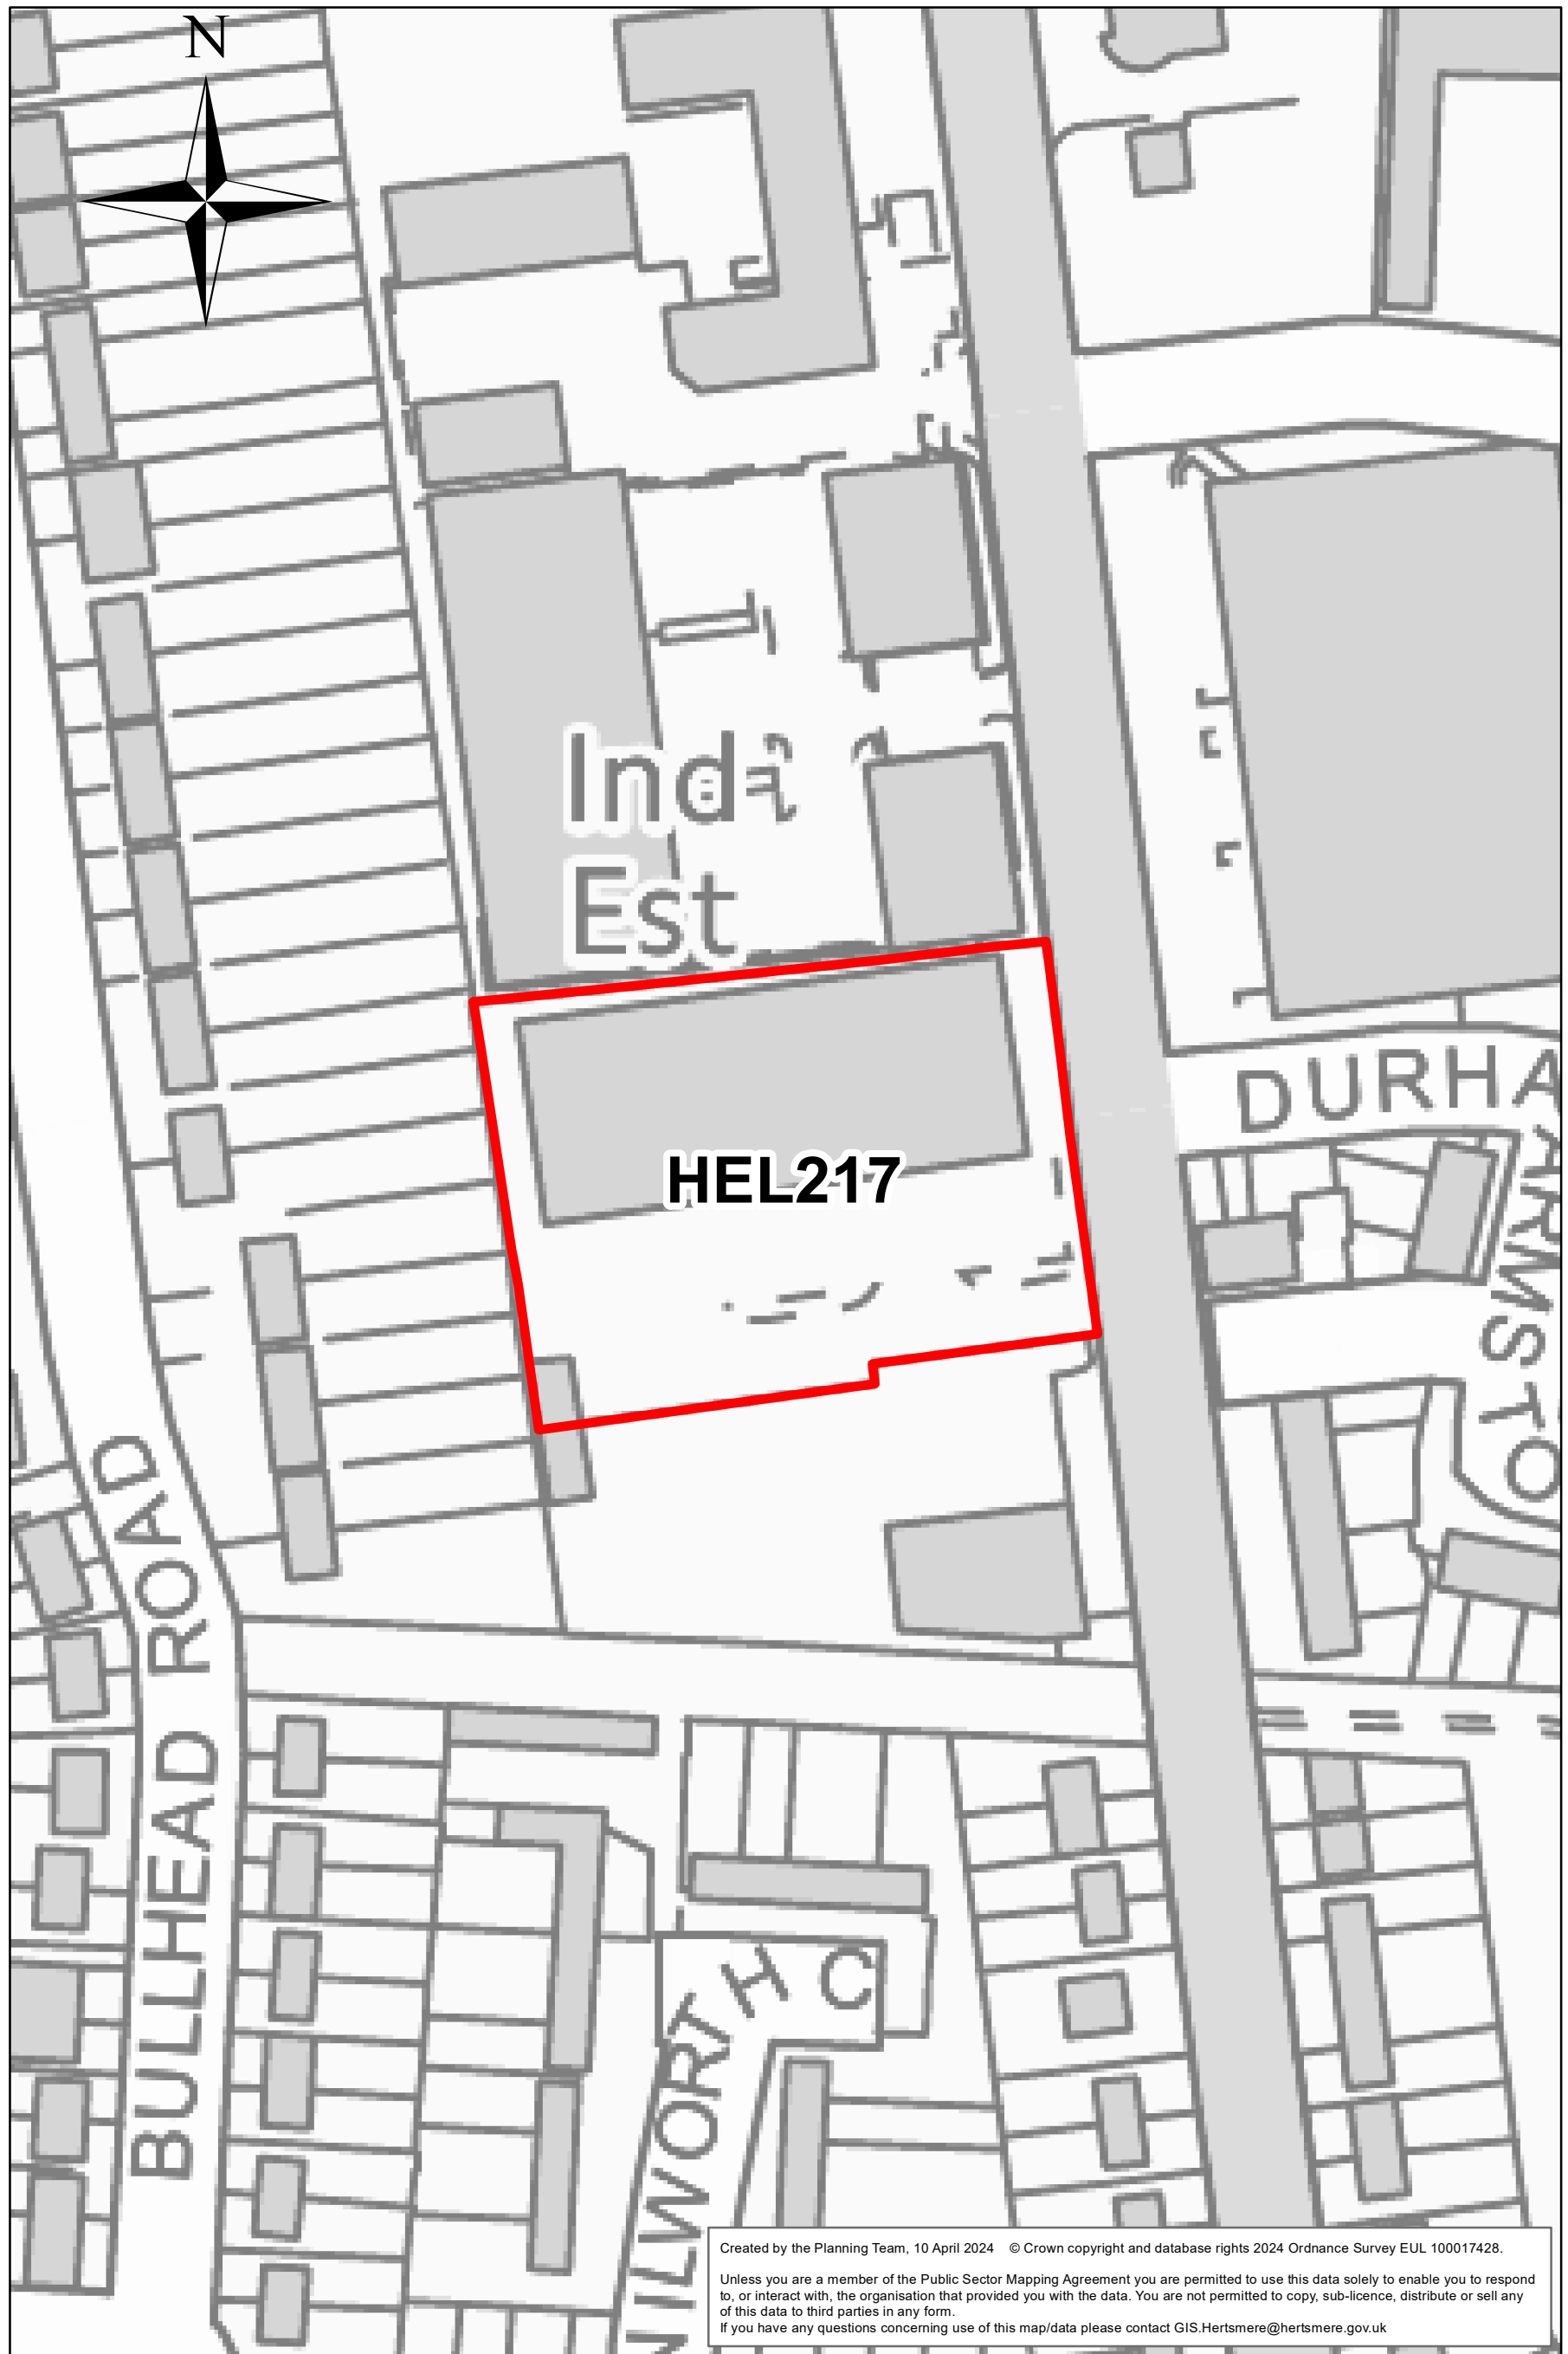 N
Ind
Est
HEL217
DURHA
BULLHEAD ROAD
Created by the Planning Team, 10 April 2024 © Crown copyright and database rights 2024 Ordnance Survey EUL 100017428.
Unless you are a member of the Public Sector Mapping Agreement you are permitted to use this data solely to enable you to respond
to, or interact with, the organisation that provided you with the data. You are not permitted to copy, sub-licence, distribute or sell any
of this data to third parties in any form.
If you have any questions concerning use of this map/data please contact GIS.Hertsmere@hertsmere.gov.uk
NILWORTH C